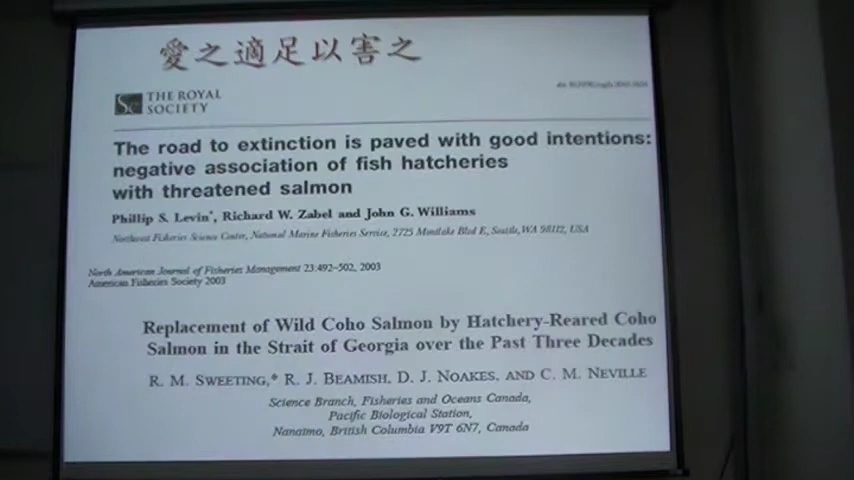 愛之適足以害之
THE ROYAL
SOCIETY
The road to extinction is paved with good intentions:
negative association of fish hatcheries
with threatened salmon
Phillip S. Levin*, Richard W. Zabel and John G. Williams
Northwest Fisheries Science Center, National Marine Fisheries Service, 2725 Montlake Blvd E, Seattle, WA 98112, USA
North American Journal of Fisheries Management 23:492–502, 2003
American Fisheries Society 2003
Replacement of Wild Coho Salmon by Hatchery-Reared Coho
Salmon in the Strait of Georgia over the Past Three Decades
R. M. SWEETING,* R. J. BEAMISH, D. J. NOAKES, AND C. M. NEVILLE
Science Branch, Fisheries and Oceans Canada,
Pacific Biological Station,
Nanaimo, British Columbia V9T 6N7, Canada